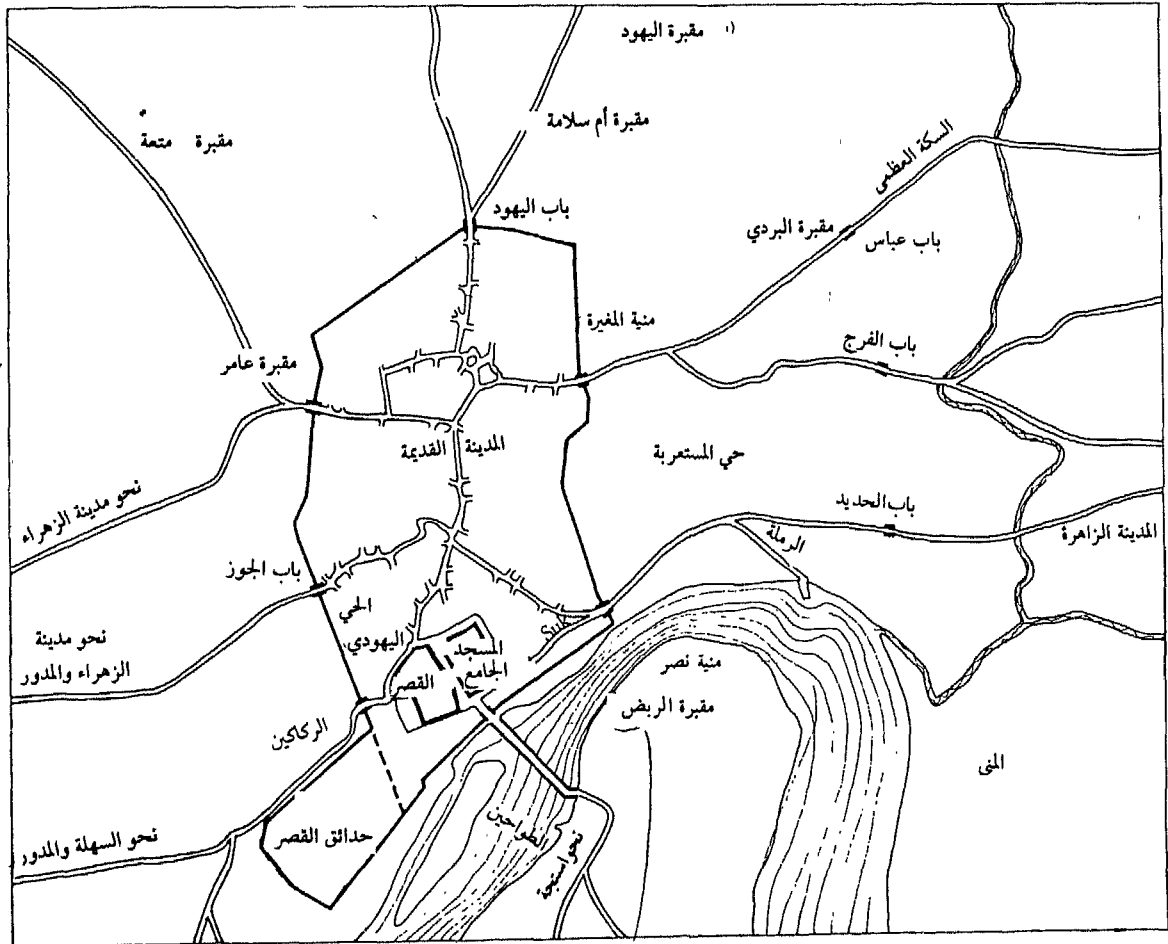 مقبرة اليهود
مقبرة أم سلامة
مقبرة متعة
السكة العظمى
باب اليهود
مقبرة البردي
باب عباس
منية المغيرة
باب الفرج
مقبرة عامر
المدينة القديمة
حي المستعربة
نحو مدينة الزهراء
باب الحديد
المدينة الزاهرة
الرملة
باب الجوز
الحي
اليهودي
Suk
نحو مدينة
الزهراء والمدور
المسجد
الجامع
القصر
منية نصر
مقبرة الربض
الركاكين
المنى
الطواحين
نحو استجة
حدائق القصر
نحو السهلة والمدور